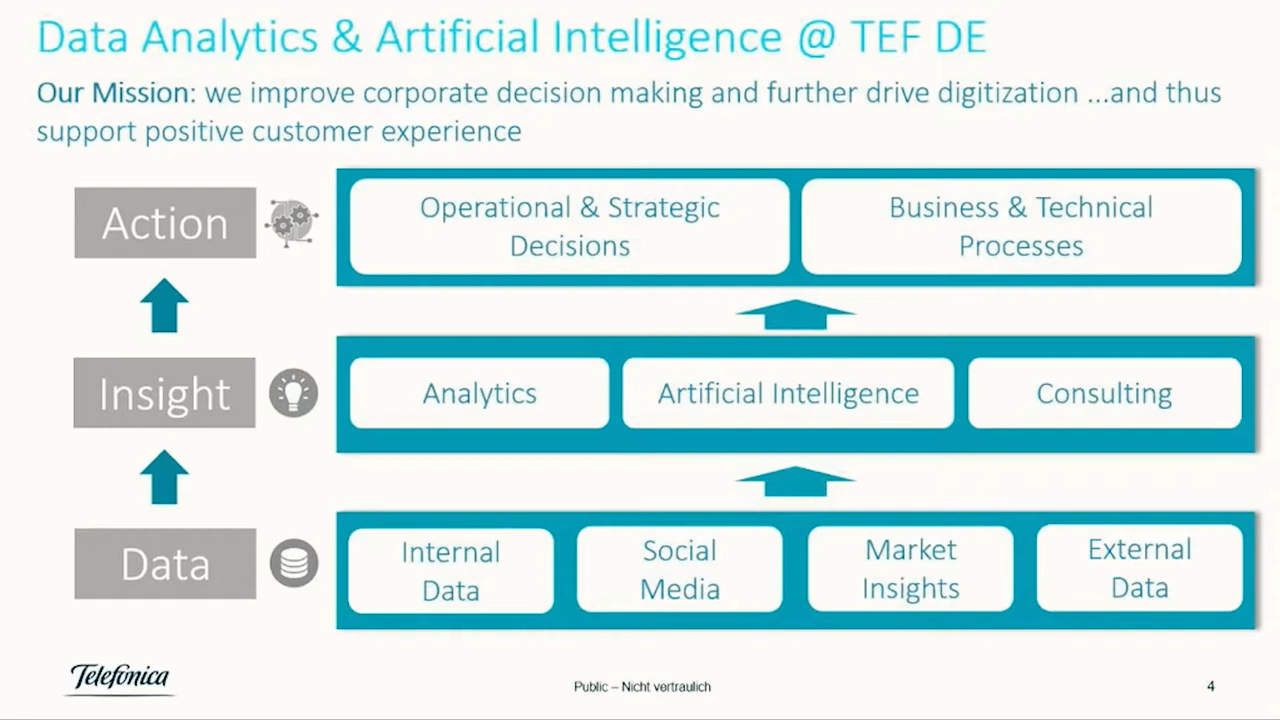 Data Analytics & Artificial Intelligence @ TEF DE
Our Mission: we improve corporate decision making and further drive digitization ...and thus
support positive customer experience
Action
Operational & Strategic
Decisions
Business & Technical
Processes
Insight
Analytics
Artificial Intelligence
Consulting
Data
Internal
Data
Social
Media
Market
Insights
External
Data
Telefónica
Public – Nicht vertraulich
4